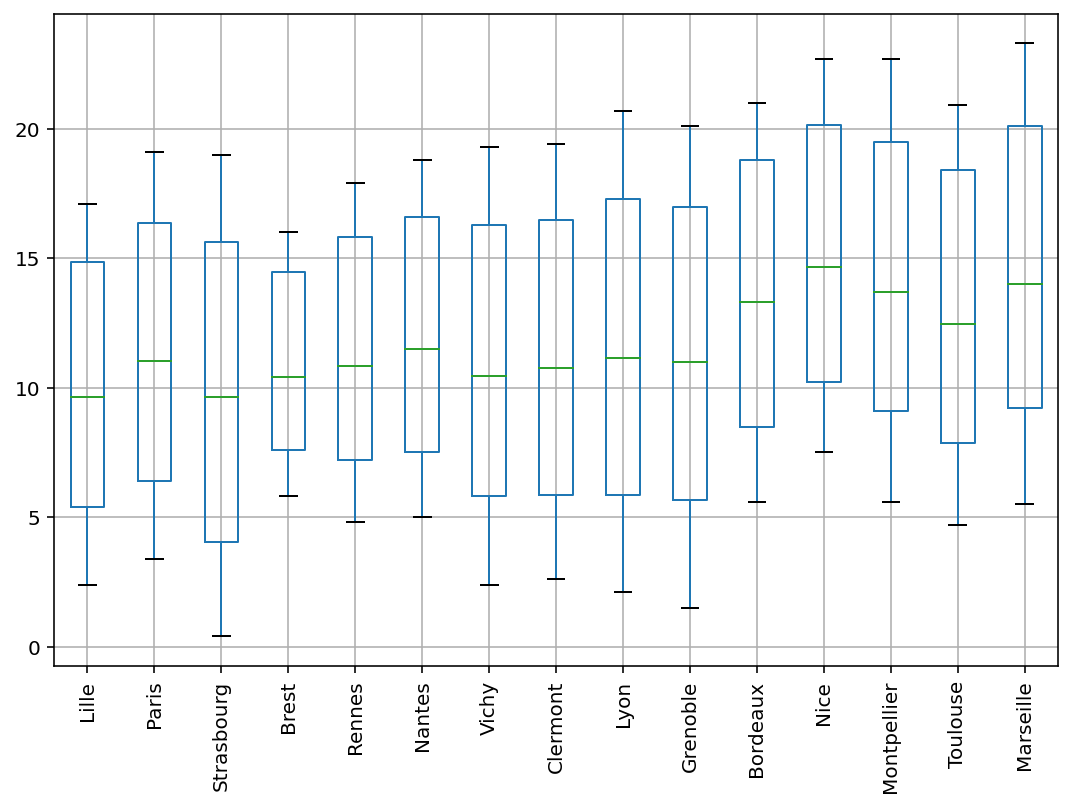 20
15
10
5
0
Lille
Paris
Strasbourg
Brest
Rennes
Nantes
Vichy
Clermont
Lyon
Grenoble
Bordeaux
Nice
Montpellier
Toulouse
Marseille